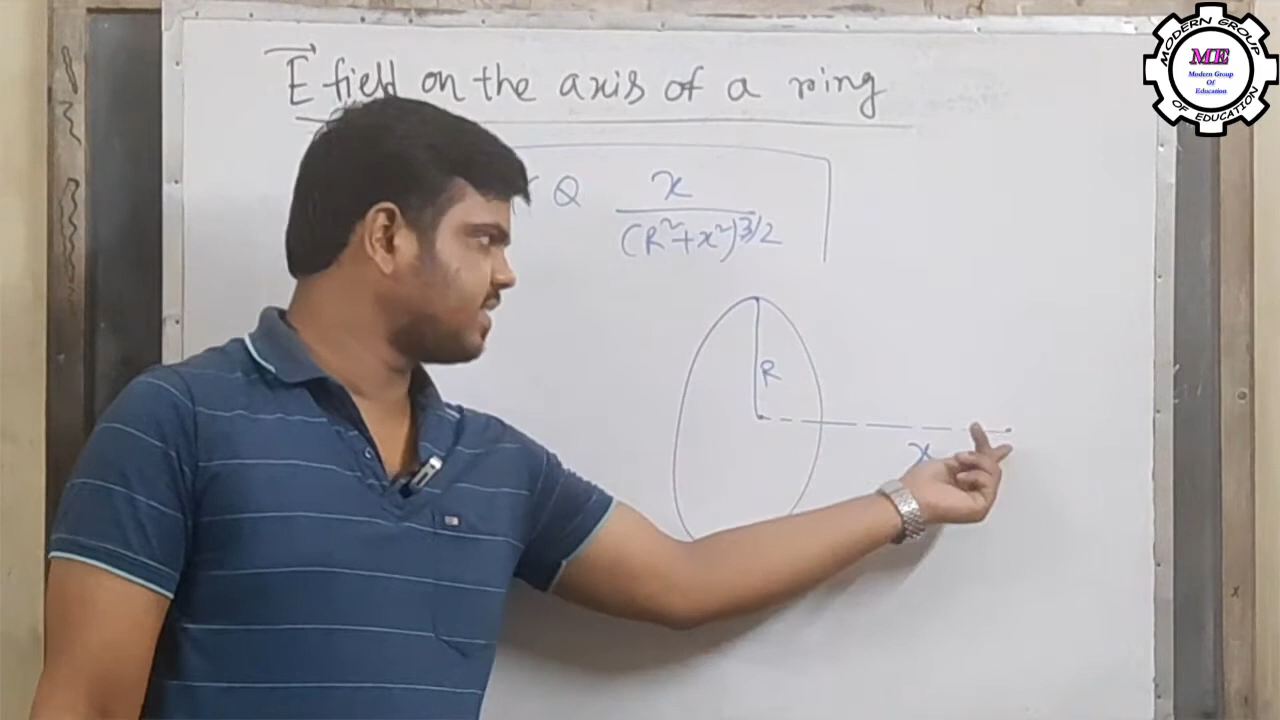 E field on the axis of a ring
Q x
(R²+x²)3/2
R
x
MODERN GROUP
ME
Modern Group
Of
Education
OF EDUCATION